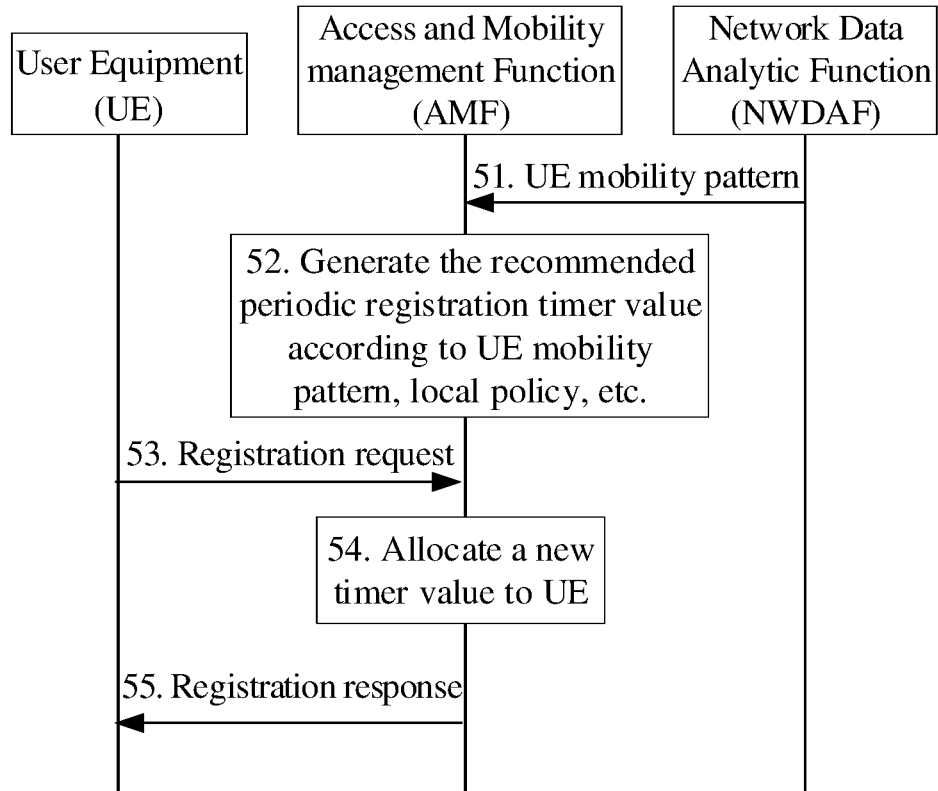 User Equipment
(UE)
Access and Mobility
management Function
(AMF)
Network Data
Analytic Function
(NWDAF)
51. UE mobility pattern
52. Generate the recommended
periodic registration timer value
according to UE mobility
pattern, local policy, etc.
53. Registration request
54. Allocate a new
timer value to UE
55. Registration response